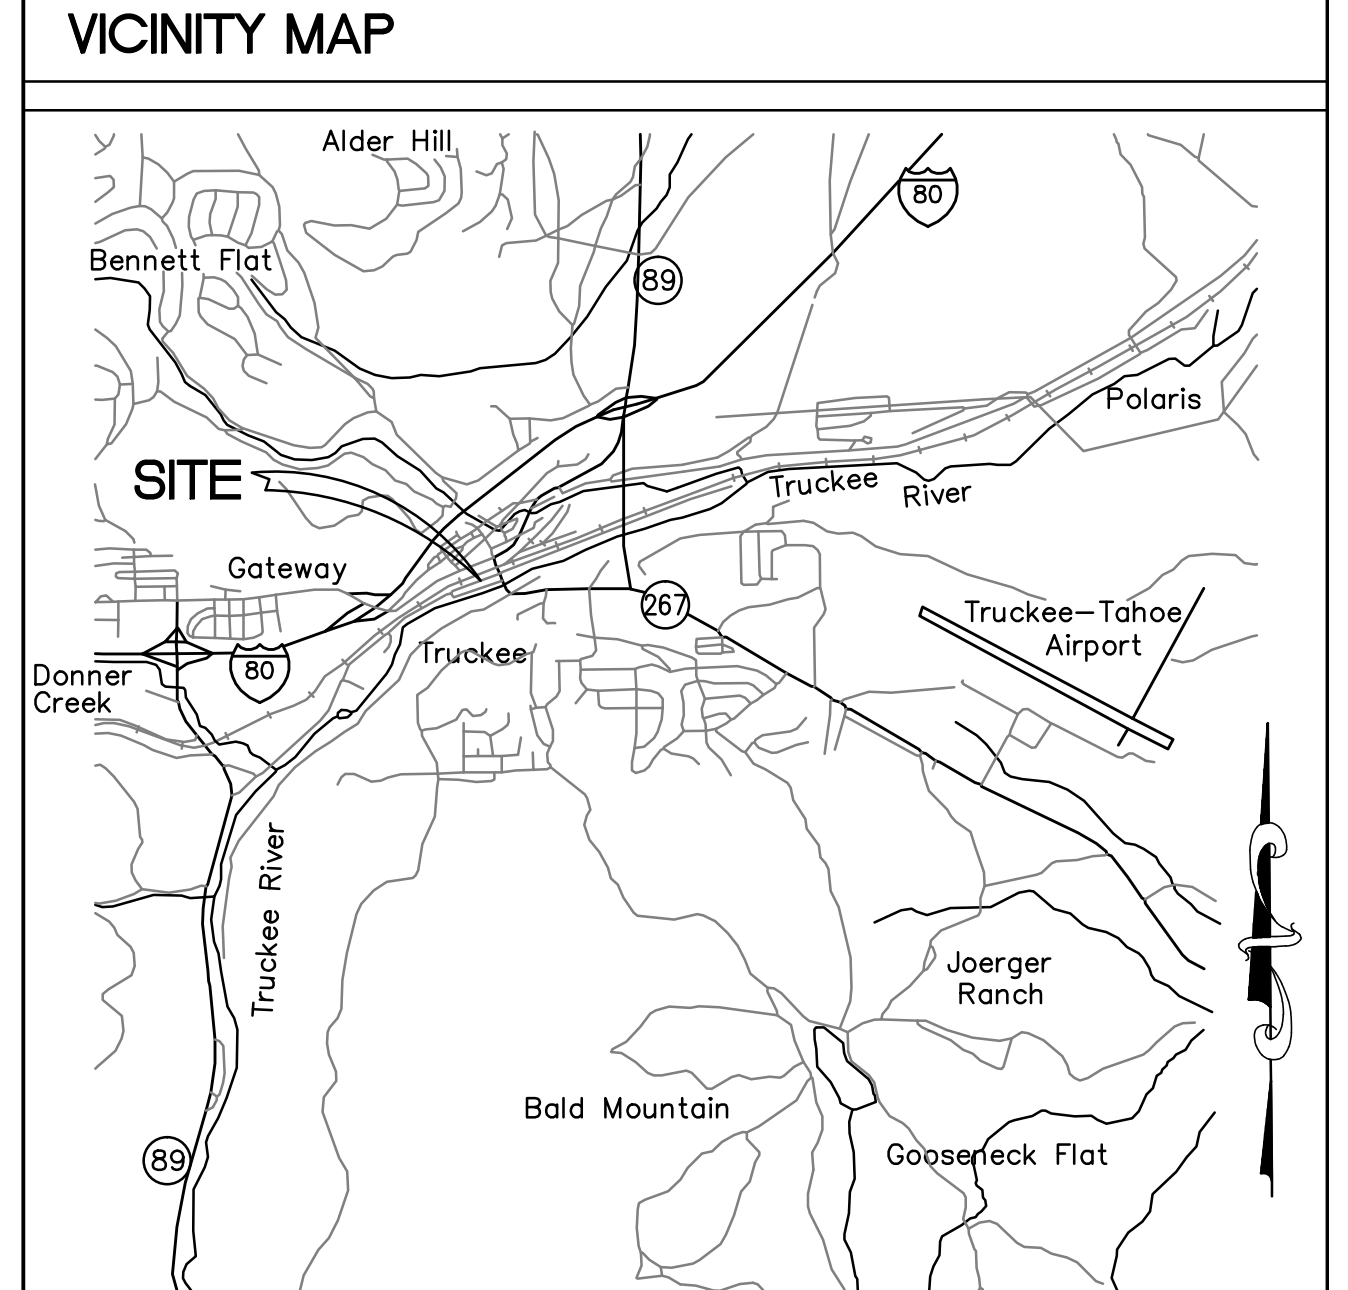 VICINITY MAP
Alder Hill
80
Bennett Flat
89
Polaris
SITE
Truckee River
Gateway
267
Truckee-Tahoe
Airport
Truckee
80
Donner
Creek
Truckee River
Joerger
Ranch
Bald Mountain
89
Gooseneck Flat